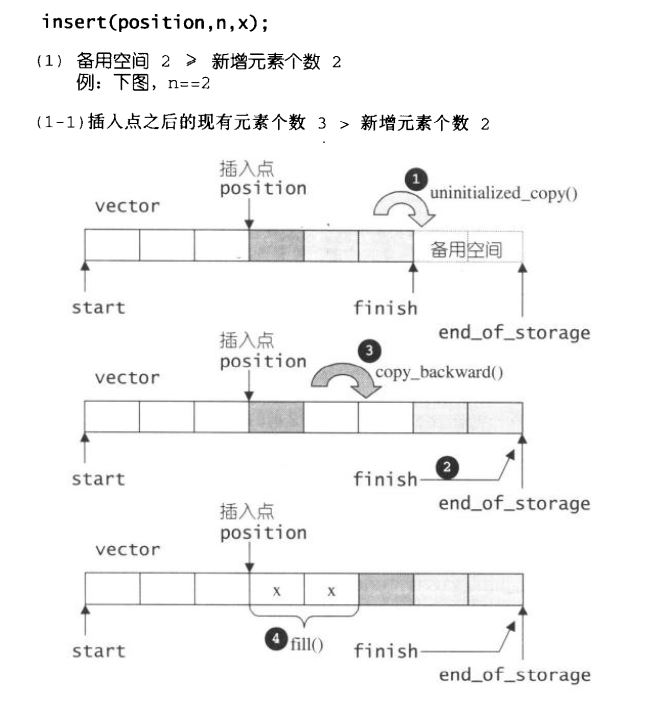 insert(position,n,x);
(1) 备用空间 2 ⩾ 新增元素个数 2
例：下图，n==2
(1-1)插入点之后的现有元素个数 3 > 新增元素个数 2
插入点
position
1
uninitialized_copy()
vector
备用空间
start
finish
end_of_storage
插入点
position
3
copy_backward()
vector
start
finish
2
end_of_storage
插入点
position
vector
x x
4 fill()
start
finish
end_of_storage